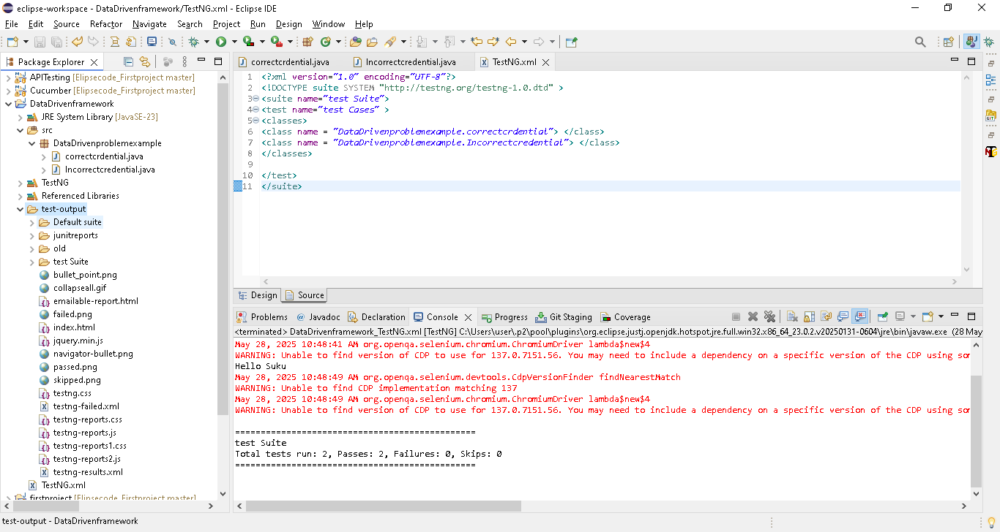 eclipse-workspace - DataDrivenframework/TestNG.xml - Eclipse IDE
File Edit Source Refactor Navigate Search Project Run Design Window Help
Package Explorer
APITesting [Elipsecode_Firstproject master]
Cucumber [Elipsecode_Firstproject master]
DataDrivenframework
JRE System Library [JavaSE-23]
src
DataDrivenproblemexample
correctcrdential.java
Incorrectcredential.java
TestNG
Referenced Libraries
test-output
Default suite
junitreports
old
test Suite
bullet_point.png
collapseall.gif
emailable-report.html
failed.png
index.html
jquery.min.js
navigator-bullet.png
passed.png
skipped.png
testng.css
testng-failed.xml
testng-reports.css
testng-reports.js
testng-reports1.css
testng-reports2.js
testng-results.xml
TestNG.xml
firstproject [Elipsecode_Firstproject master]
correctcrdential.java Incorrectcredential.java TestNG.xml
1 <?xml version="1.0" encoding="UTF-8"?>
2 <!DOCTYPE suite SYSTEM "http://testng.org/testng-1.0.dtd" >
3 <suite name="test Suite">
4 <test name="test Cases" >
5 <classes>
6 <class name = "DataDrivenproblemexample.correctcrdential"> </class>
7 <class name = "DataDrivenproblemexample.Incorrectcredential"> </class>
8 </classes>
9
10 </test>
11 </suite>
Design Source
Problems Javadoc Declaration Console Progress Git Staging Coverage
<terminated> DataDrivenframework_TestNG.xml [TestNG] C:\Users\user\.p2\pool\plugins\org.eclipse.justj.openjdk.hotspot.jre.full.win32.x86_64_23.0.2.v20250131-0604\jre\bin\javaw.exe (28 May
May 28, 2025 10:48:41 AM org.openqa.selenium.chromium.ChromiumDriver lambda$new$4
WARNING: Unable to find version of CDP to use for 137.0.7151.56. You may need to include a dependency on a specific version of the CDP using som
Hello Suku
May 28, 2025 10:48:49 AM org.openqa.selenium.devtools.CdpVersionFinder findNearestMatch
WARNING: Unable to find CDP implementation matching 137
May 28, 2025 10:48:49 AM org.openqa.selenium.chromium.ChromiumDriver lambda$new$4
WARNING: Unable to find version of CDP to use for 137.0.7151.56. You may need to include a dependency on a specific version of the CDP using som
===============================================
test Suite
Total tests run: 2, Passes: 2, Failures: 0, Skips: 0
===============================================
test-output - DataDrivenframework